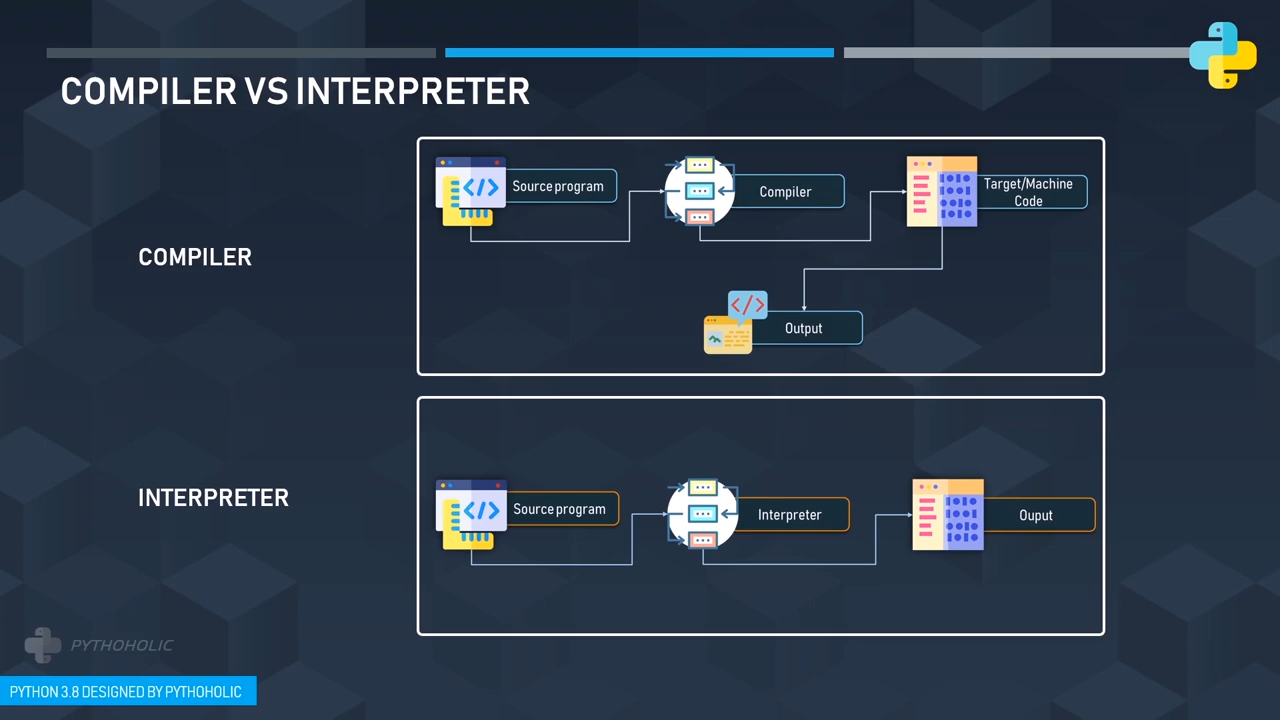 COMPILER VS INTERPRETER
Source program
Compiler
Target/Machine
Code
COMPILER
Output
INTERPRETER
Source program
Interpreter
Ouput
PYTHOHOLIC
PYTHON 3.8 DESIGNED BY PYTHOHOLIC